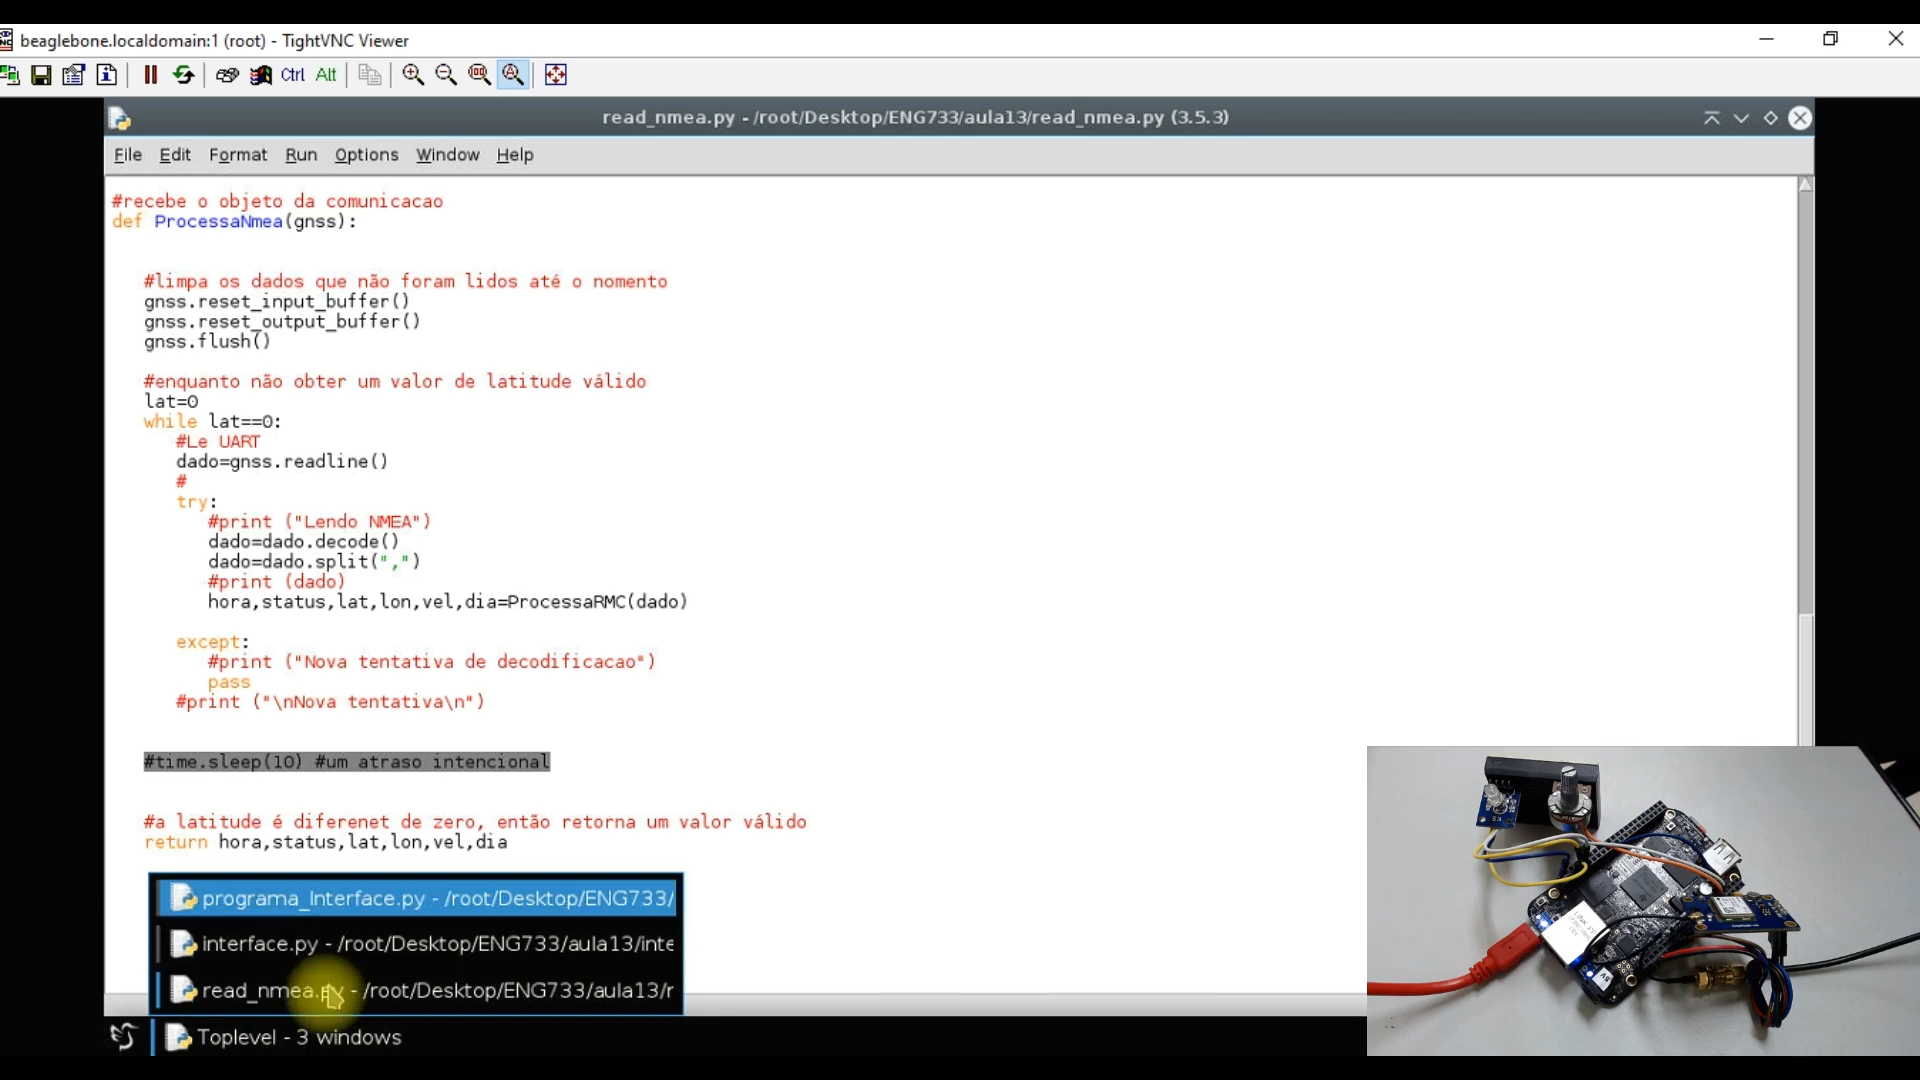 beaglebone.localdomain:1 (root) - TightVNC Viewer
Ctrl Alt
read_nmea.py - /root/Desktop/ENG733/aula13/read_nmea.py (3.5.3)
File Edit Format Run Options Window Help
#recebe o objeto da comunicacao
def ProcessaNmea(gnss):
#limpa os dados que não foram lidos até o nomento
gnss.reset_input_buffer()
gnss.reset_output_buffer()
gnss.flush()
#enquanto não obter um valor de latitude válido
lat=0
while lat==0:
#Le UART
dado=gnss.readline()
#
try:
#print ("Lendo NMEA")
dado=dado.decode()
dado=dado.split(",")
#print (dado)
hora,status,lat,lon,vel,dia=ProcessaRMC(dado)
except:
#print ("Nova tentativa de decodificacao")
pass
#print ("\nNova tentativa\n")
#time.sleep(10) #um atraso intencional
#a latitude é diferenet de zero, então retorna um valor válido
return hora,status,lat,lon,vel,dia
programa_Interface.py - /root/Desktop/ENG733/
interface.py - /root/Desktop/ENG733/aula13/inte
read_nmea.py - /root/Desktop/ENG733/aula13/r
Toplevel - 3 windows